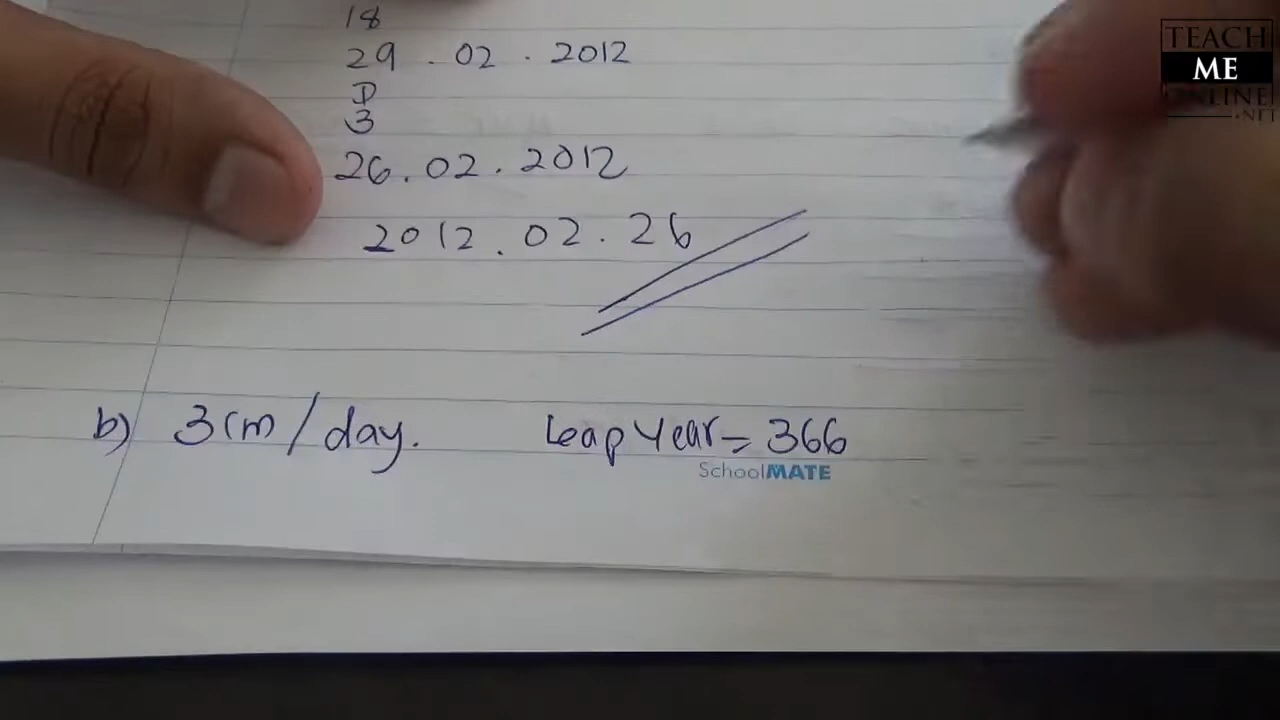 18
29 . 02 . 2012
D
3
26 . 02 . 2012
2012 . 02 . 26
b) 3cm / day. Leap Year = 366
SchoolMATE
TEACH
ME
ONLINE
.NET